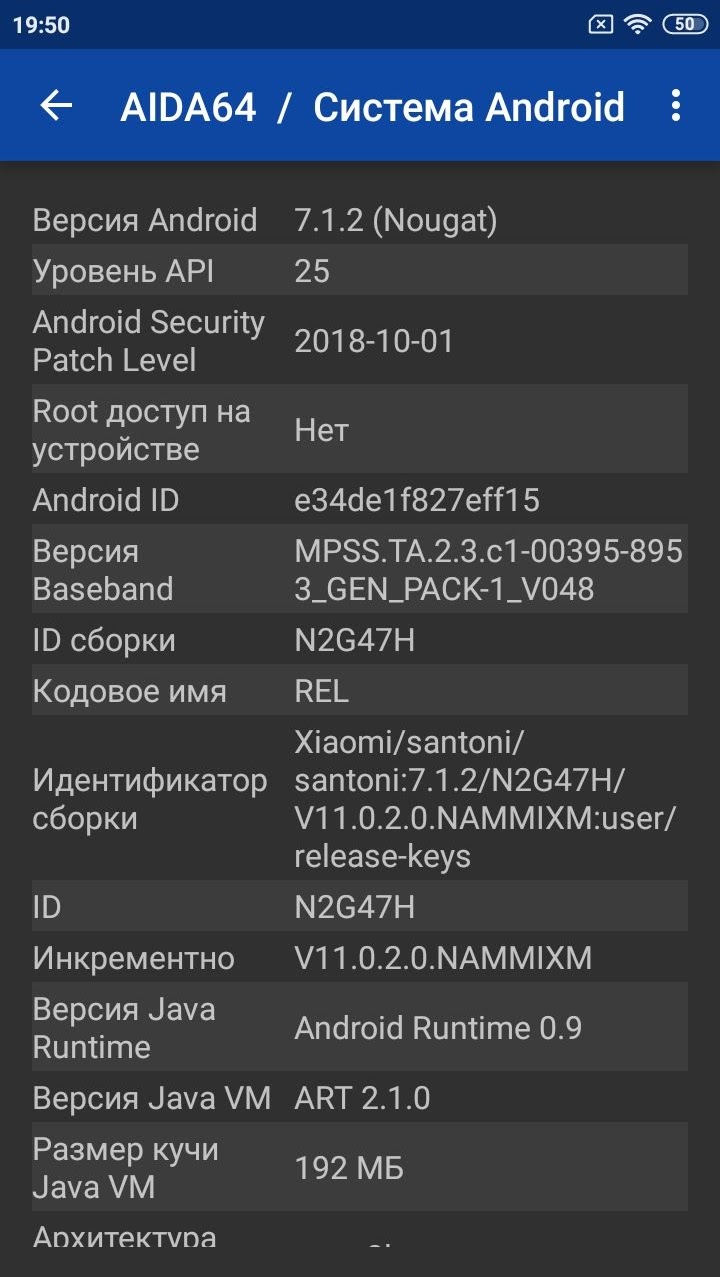 19:50
50
AIDA64 / Система Android
Версия Android 7.1.2 (Nougat)
Уровень API 25
Android Security
Patch Level
2018-10-01
Root доступ на
устройстве
Нет
Android ID e34de1f827eff15
Версия
Baseband
MPSS.TA.2.3.c1-00395-895
3_GEN_PACK-1_V048
ID сборки N2G47H
Кодовое имя REL
Идентификатор
сборки
Xiaomi/santoni/
santoni:7.1.2/N2G47H/
V11.0.2.0.NAMMIXM:user/
release-keys
ID N2G47H
Инкрементно V11.0.2.0.NAMMIXM
Версия Java
Runtime
Android Runtime 0.9
Версия Java VM ART 2.1.0
Размер кучи
Java VM
192 МБ
Архитектура